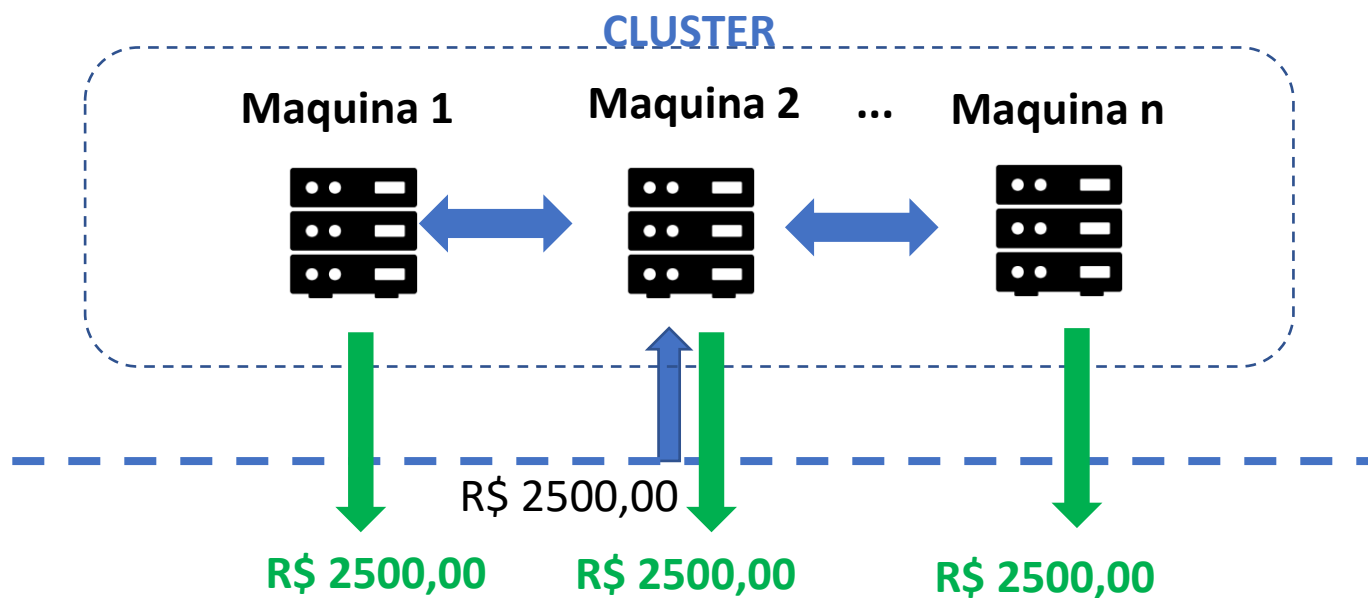 CLUSTER
Maquina 1
Maquina 2
...
Maquina n
R$ 2500,00
R$ 2500,00
R$ 2500,00
R$ 2500,00